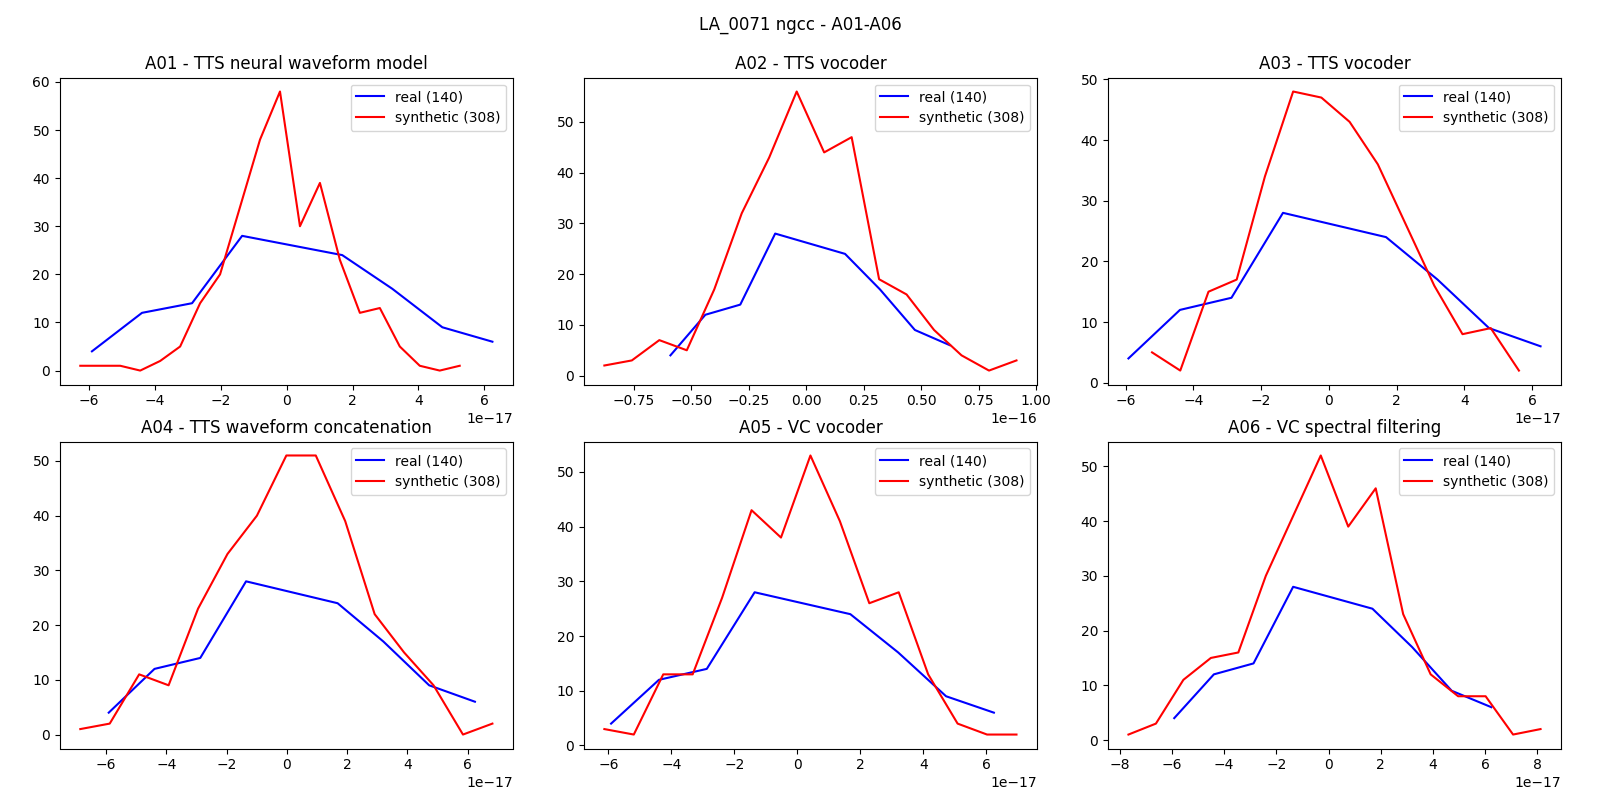 LA_0071 ngcc - A01-A06
A01 - TTS neural waveform model
60
50
40
30
20
10
0
real (140)
synthetic (308)
−6 −4 −2 0 2 4 6
1e−17
A02 - TTS vocoder
50
40
30
20
10
0
real (140)
synthetic (308)
−0.75 −0.50 −0.25 0.00 0.25 0.50 0.75 1.00
1e−16
A03 - TTS vocoder
50
40
30
20
10
0
real (140)
synthetic (308)
−6 −4 −2 0 2 4 6
1e−17
A04 - TTS waveform concatenation
50
40
30
20
10
0
real (140)
synthetic (308)
−6 −4 −2 0 2 4 6
1e−17
A05 - VC vocoder
50
40
30
20
10
0
real (140)
synthetic (308)
−6 −4 −2 0 2 4 6
1e−17
A06 - VC spectral filtering
50
40
30
20
10
0
real (140)
synthetic (308)
−8 −6 −4 −2 0 2 4 6 8
1e−17